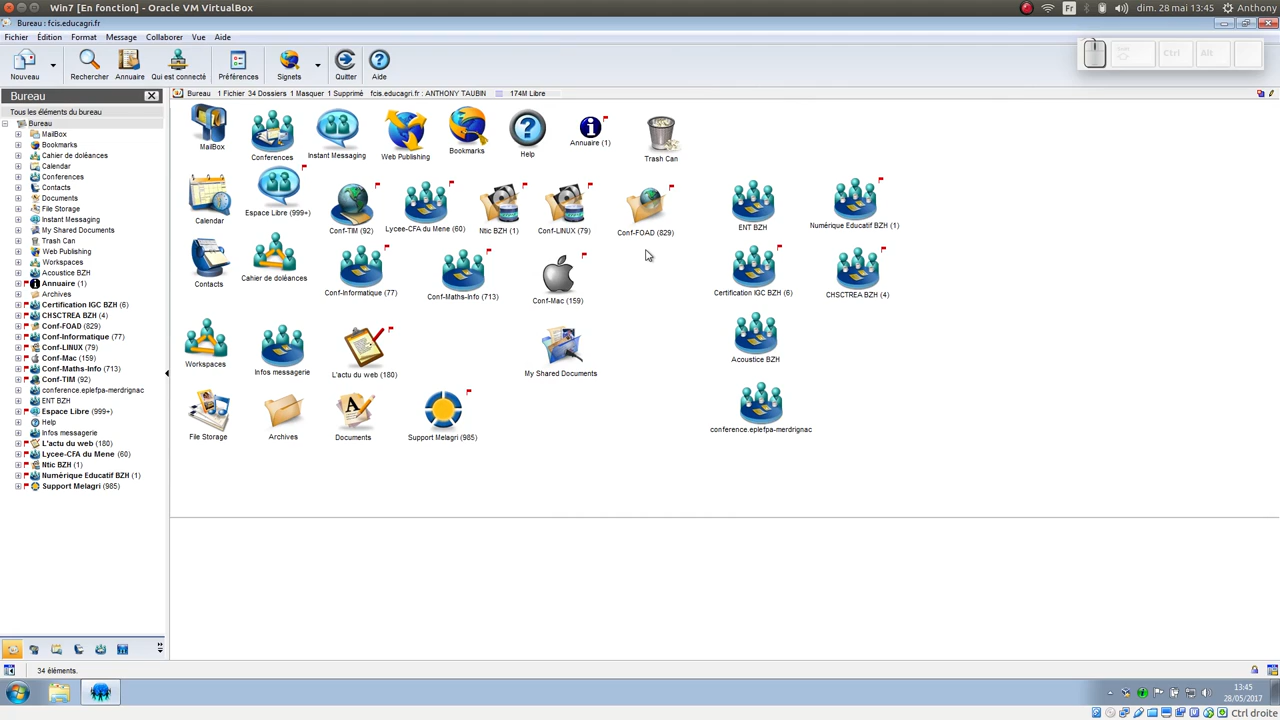 Win7 [En fonction] - Oracle VM VirtualBox
Fr
dim. 28 mai 13:45
Anthony
Bureau : fcis.educagri.fr
Fichier Édition Format Message Collaborer Vue Aide
Nouveau Rechercher Annuaire Qui est connecté Préférences Signets Quitter Aide
Ctrl Alt
Bureau
Bureau 1 Fichier 34 Dossiers 1 Masquer 1 Supprimé fcis.educagri.fr : ANTHONY TAUBIN 174M Libre
Tous les éléments du bureau
Bureau
MailBox
Bookmarks
Cahier de doléances
Calendar
Conferences
Contacts
Documents
File Storage
Instant Messaging
My Shared Documents
Trash Can
Web Publishing
Workspaces
Acoustice BZH
Annuaire (1)
Archives
Certification IGC BZH (6)
CHSCTREA BZH (4)
Conf-FOAD (829)
Conf-Informatique (77)
Conf-LINUX (79)
Conf-Mac (159)
Conf-Maths-Info (713)
Conf-TIM (92)
conference.eplefpa-merdrignac
ENT BZH
Espace Libre (999+)
Help
Infos messagerie
L'actu du web (180)
Lycee-CFA du Mene (60)
Ntic BZH (1)
Numérique Educatif BZH (1)
Support Melagri (985)
MailBox Conferences Instant Messaging Web Publishing Bookmarks Help Annuaire (1) Trash Can
Calendar Espace Libre (999+) Conf-TIM (92) Lycee-CFA du Mene (60) Ntic BZH (1) Conf-LINUX (79) Conf-FOAD (829) ENT BZH Numérique Educatif BZH (1)
Contacts Cahier de doléances Conf-Informatique (77) Conf-Maths-Info (713) Conf-Mac (159) Certification IGC BZH (6) CHSCTREA BZH (4)
Workspaces Infos messagerie L'actu du web (180) My Shared Documents Acoustice BZH
File Storage Archives Documents Support Melagri (985) conference.eplefpa-merdrignac
34 éléments.
13:45
28/05/2017
Ctrl droite